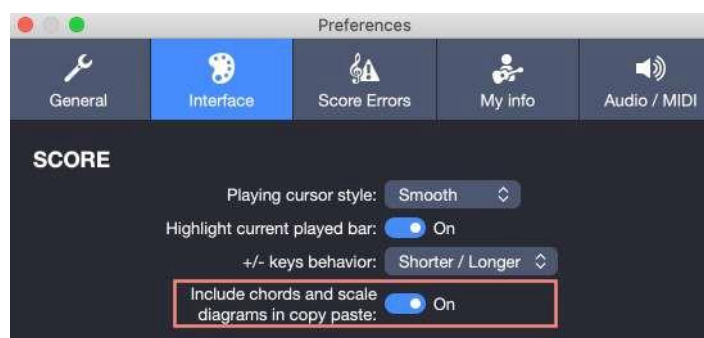 Preferences
General Interface Score Errors My info Audio / MIDI
SCORE
Playing cursor style: Smooth
Highlight current played bar: On
+/- keys behavior: Shorter / Longer
Include chords and scale
diagrams in copy paste: On